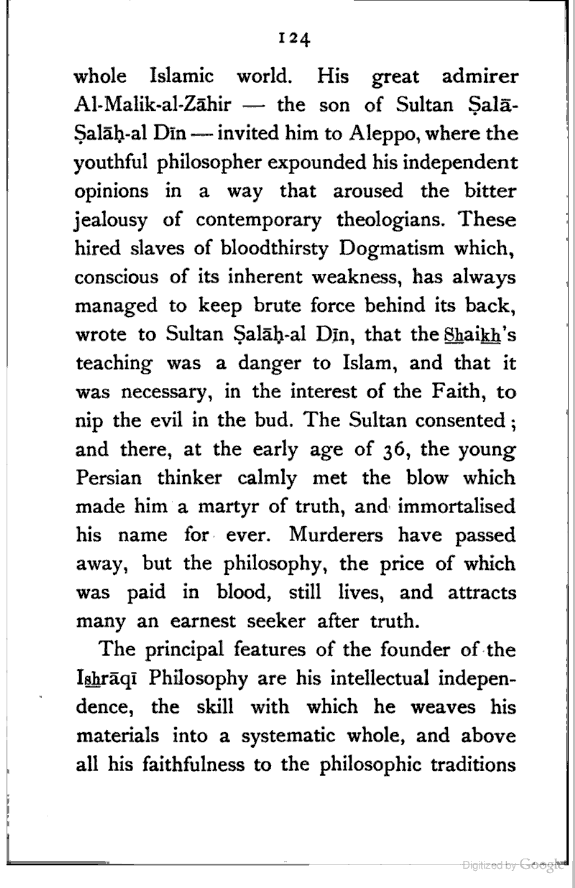 124
whole Islamic world. His great admirer
Al-Malik-al-Zāhir — the son of Sultan Ṣalā-
Ṣalāḥ-al Dīn — invited him to Aleppo, where the
youthful philosopher expounded his independent
opinions in a way that aroused the bitter
jealousy of contemporary theologians. These
hired slaves of bloodthirsty Dogmatism which,
conscious of its inherent weakness, has always
managed to keep brute force behind its back,
wrote to Sultan Ṣalāḥ-al Dīn, that the Shaikh's
teaching was a danger to Islam, and that it
was necessary, in the interest of the Faith, to
nip the evil in the bud. The Sultan consented;
and there, at the early age of 36, the young
Persian thinker calmly met the blow which
made him a martyr of truth, and immortalised
his name for ever. Murderers have passed
away, but the philosophy, the price of which
was paid in blood, still lives, and attracts
many an earnest seeker after truth.
The principal features of the founder of the
Ishrāqī Philosophy are his intellectual indepen-
dence, the skill with which he weaves his
materials into a systematic whole, and above
all his faithfulness to the philosophic traditions
Digitized by Google